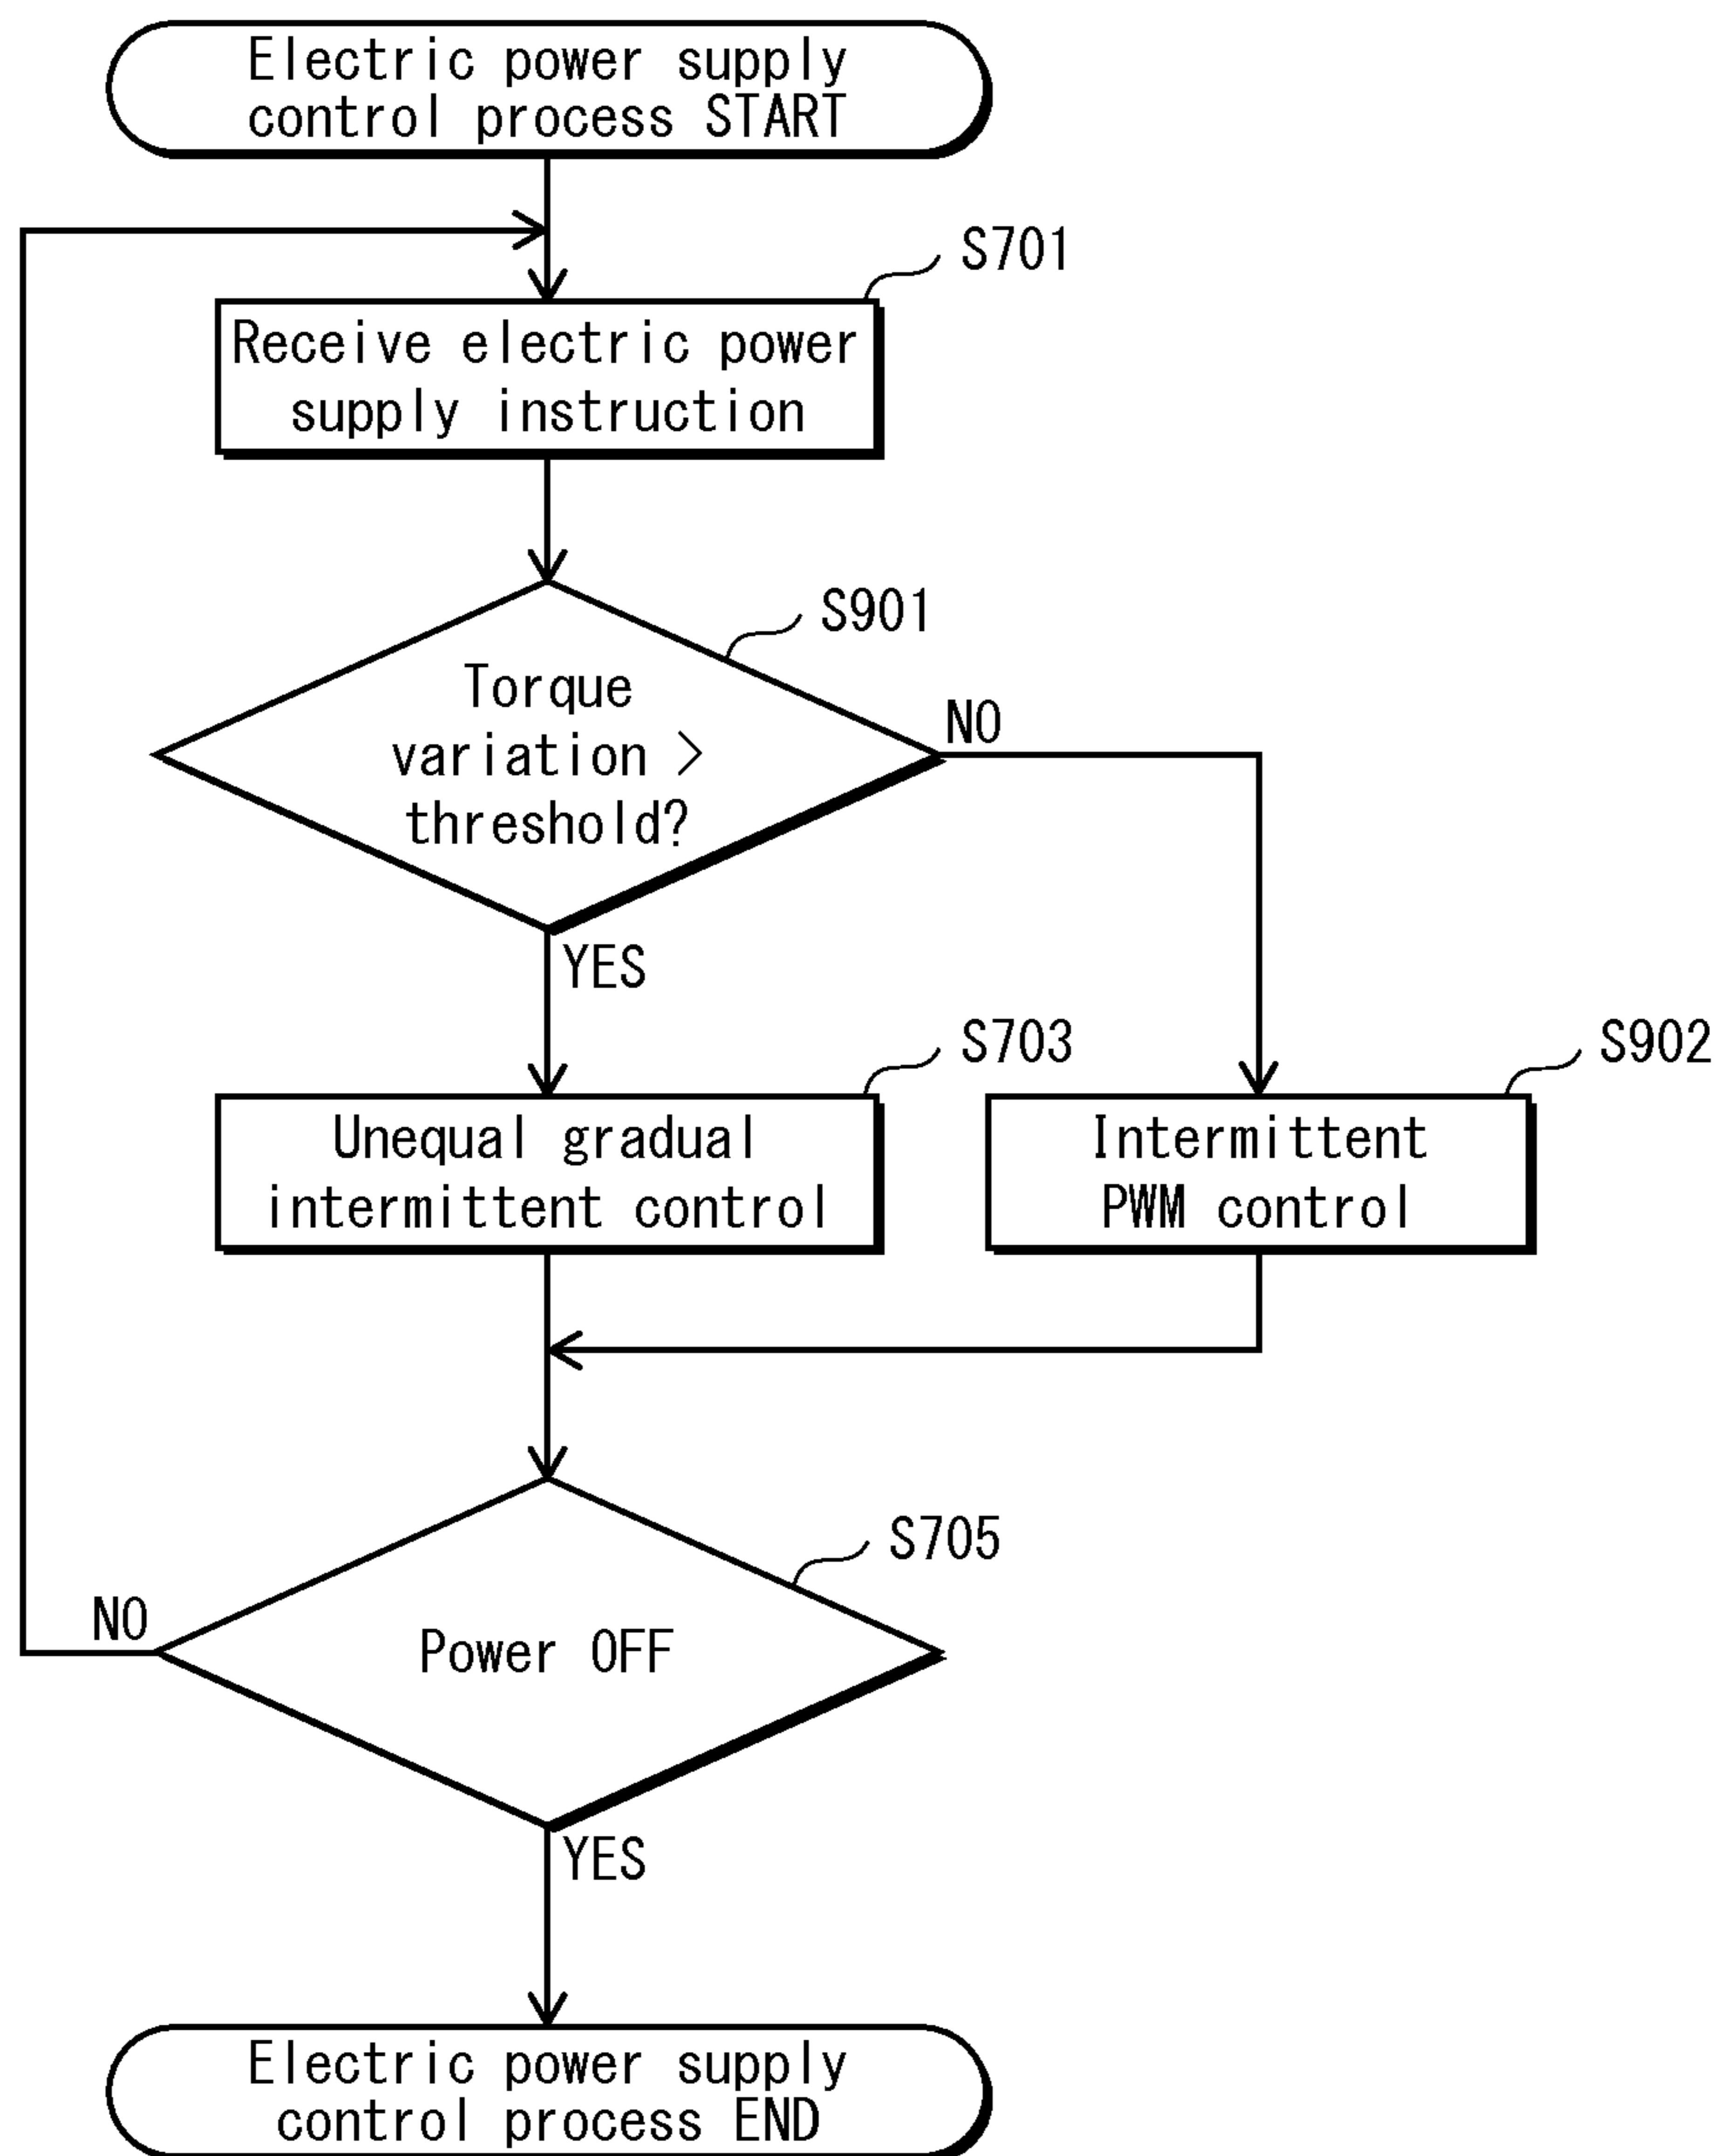 Electric power supply
control process START
S701
Receive electric power
supply instruction
S901
Torque
variation >
threshold?
NO
YES
S703
Unequal gradual
intermittent control
S902
Intermittent
PWM control
S705
Power OFF
NO
YES
Electric power supply
control process END